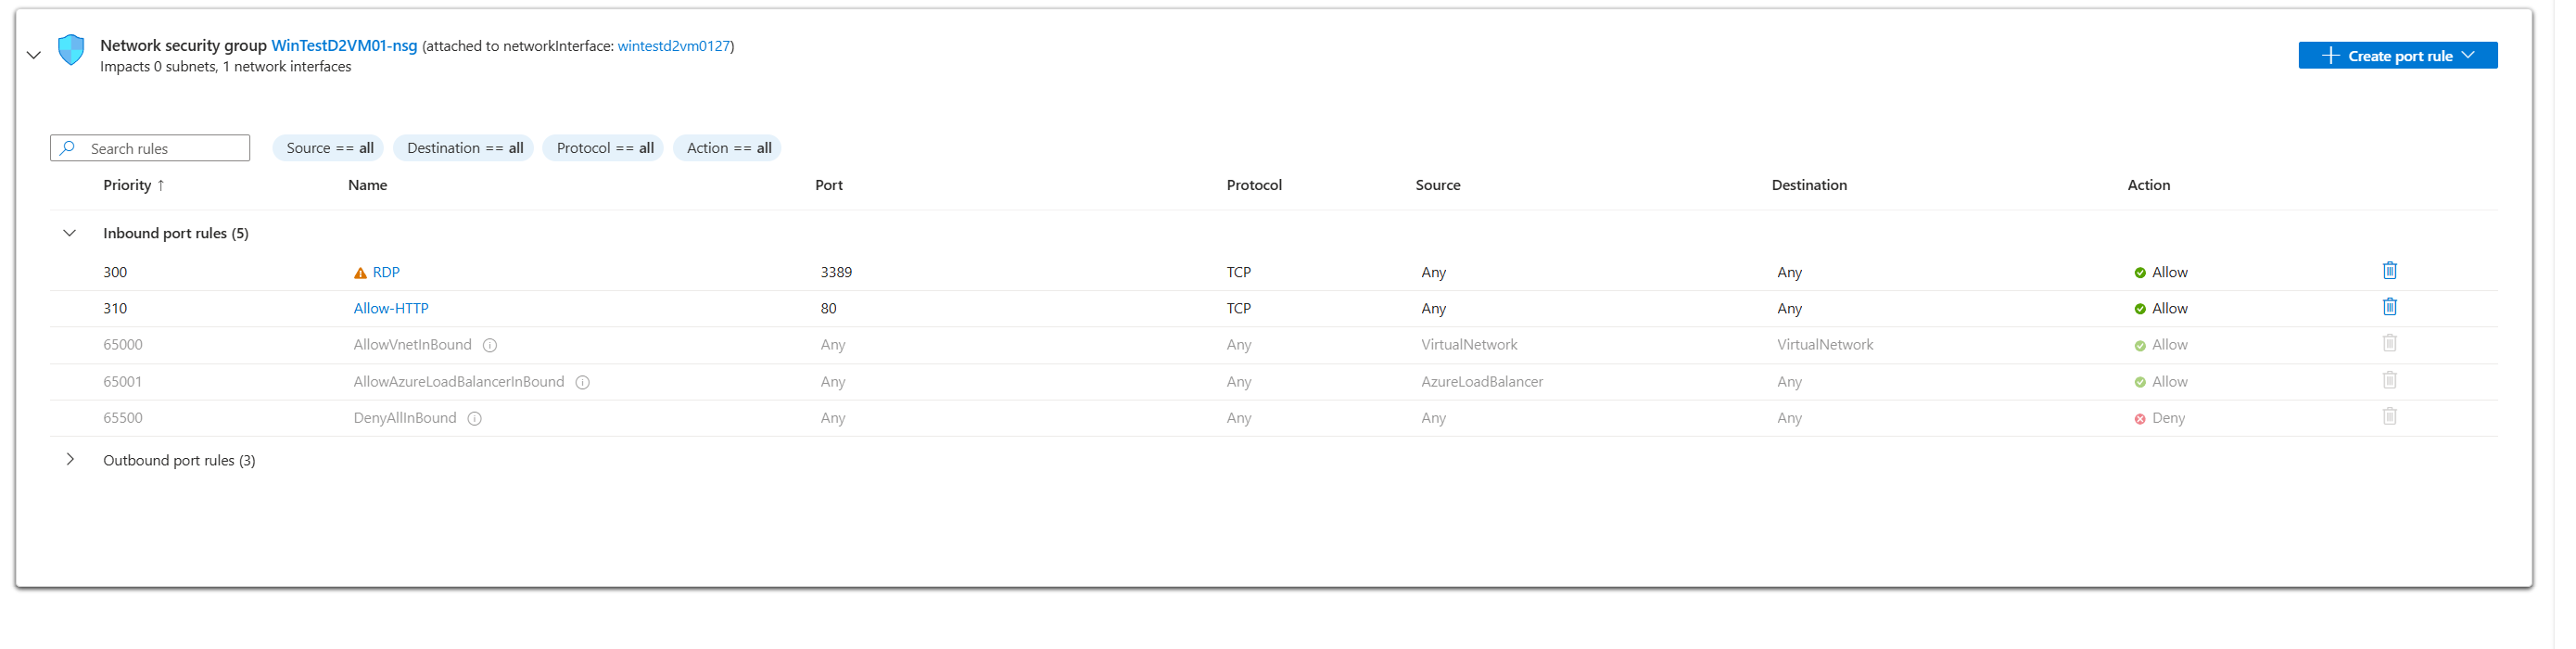 Network security group WinTestD2VM01-nsg (attached to networkInterface: wintestd2vm0127)
Impacts 0 subnets, 1 network interfaces
Create port rule
Search rules Source == all Destination == all Protocol == all Action == all
Priority ↑ Name Port Protocol Source Destination Action
Inbound port rules (5)
300 RDP 3389 TCP Any Any Allow
310 Allow-HTTP 80 TCP Any Any Allow
65000 AllowVnetInBound Any Any VirtualNetwork VirtualNetwork Allow
65001 AllowAzureLoadBalancerInBound Any Any AzureLoadBalancer Any Allow
65500 DenyAllInBound Any Any Any Any Deny
Outbound port rules (3)